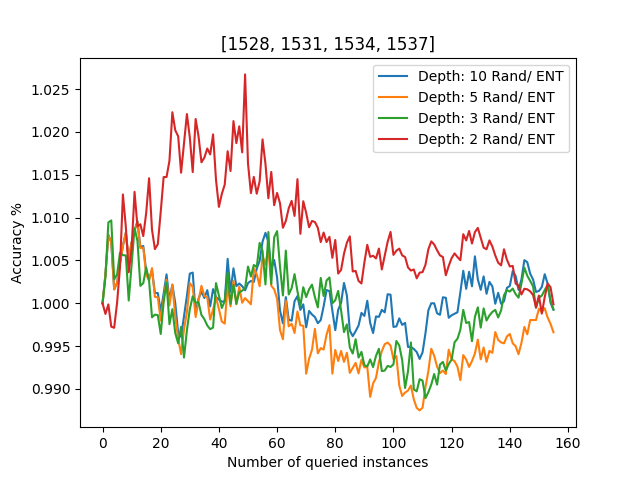 [1528, 1531, 1534, 1537]
Depth: 10 Rand/ ENT
Depth: 5 Rand/ ENT
Depth: 3 Rand/ ENT
Depth: 2 Rand/ ENT
Accuracy %
1.025
1.020
1.015
1.010
1.005
1.000
0.995
0.990
0 20 40 60 80 100 120 140 160
Number of queried instances